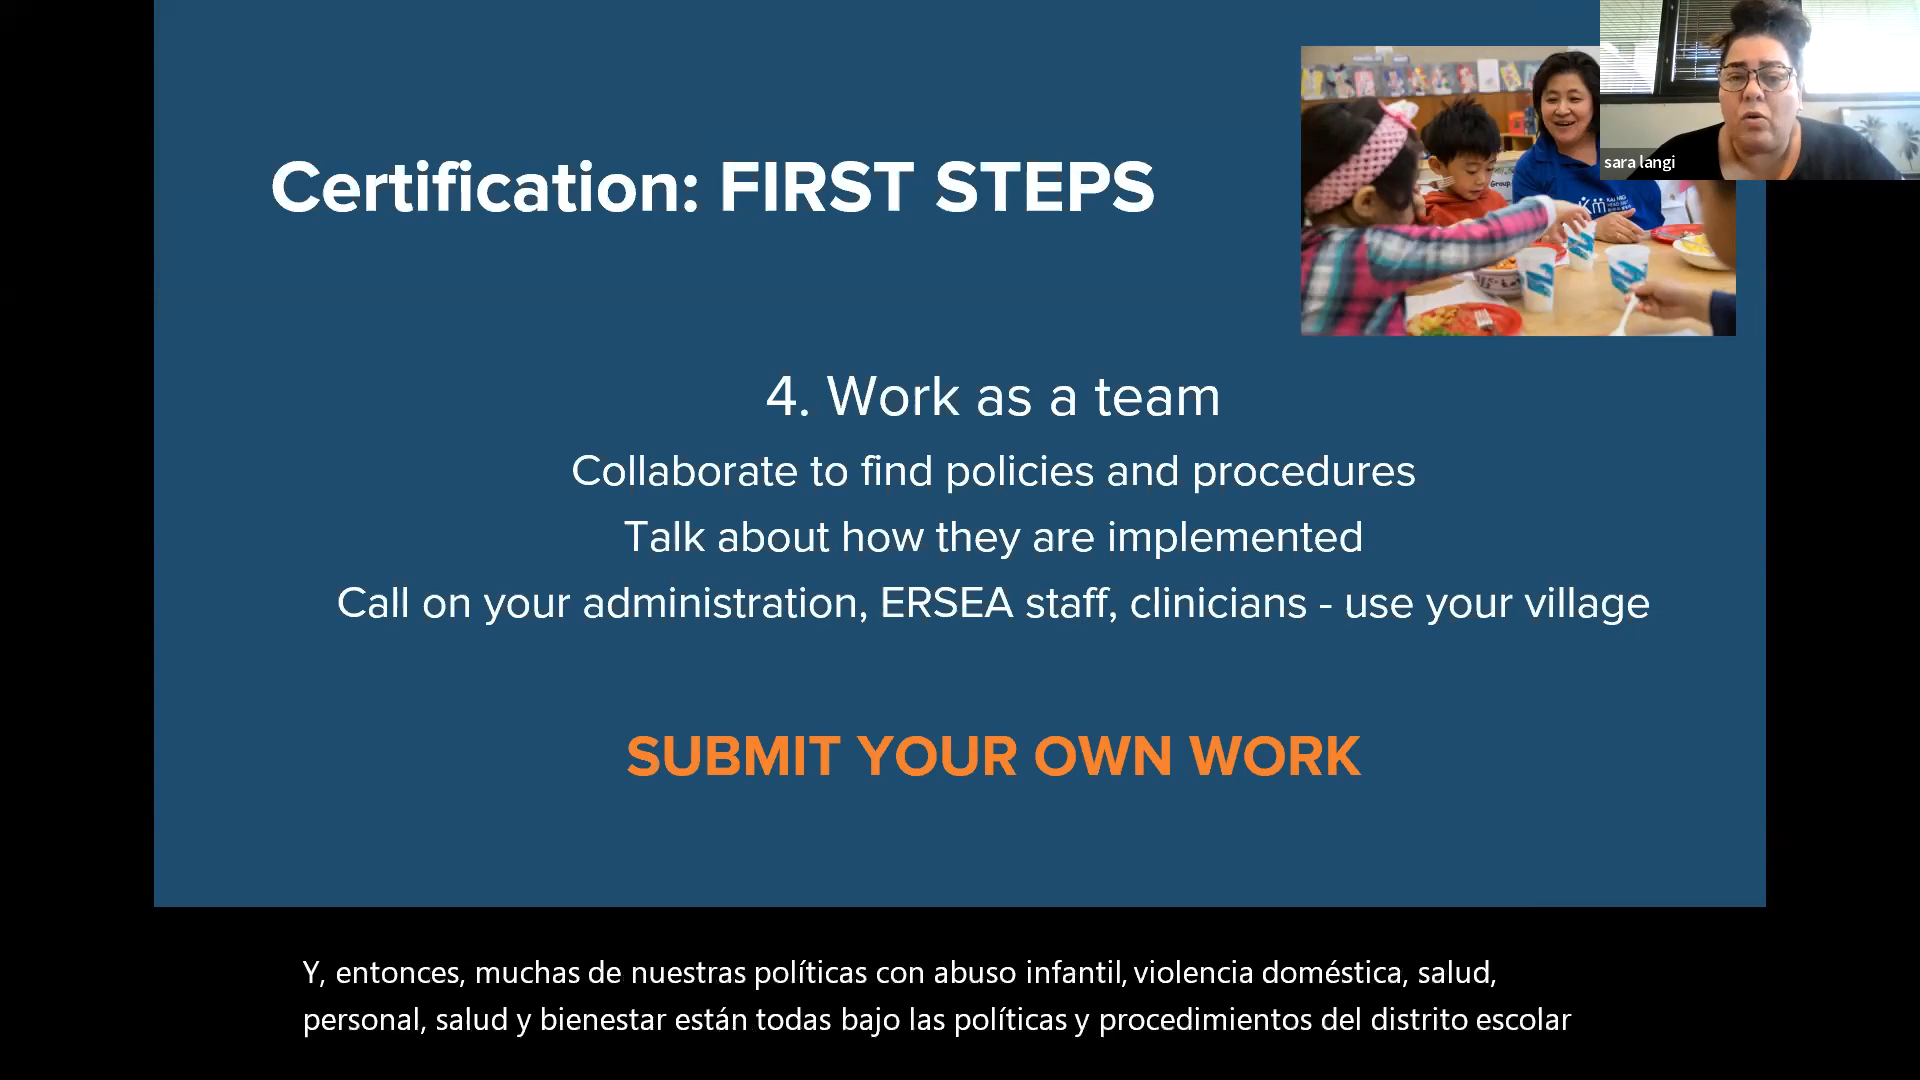 Certification: FIRST STEPS
sara langi
Group
4. Work as a team
Collaborate to find policies and procedures
Talk about how they are implemented
Call on your administration, ERSEA staff, clinicians - use your village
SUBMIT YOUR OWN WORK
Y, entonces, muchas de nuestras políticas con abuso infantil, violencia doméstica, salud,
personal, salud y bienestar están todas bajo las políticas y procedimientos del distrito escolar